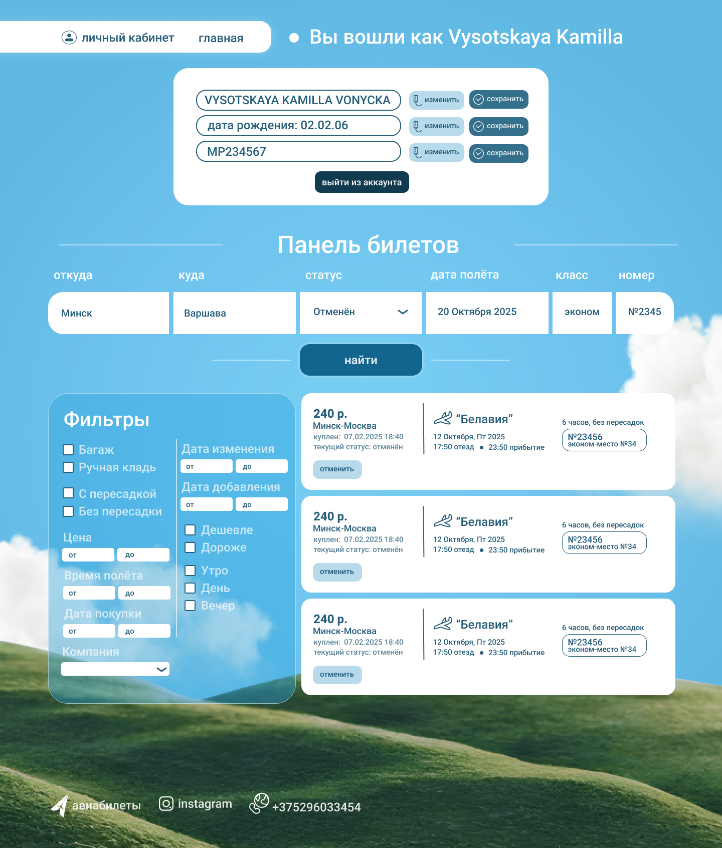 личный кабинет главная
Вы вошли как Vysotskaya Kamilla
VYSOTSKAYA KAMILLA VONYCKA изменить сохранить
дата рождения: 02.02.06 изменить сохранить
MP234567 изменить сохранить
выйти из аккаунта
Панель билетов
откуда куда статус дата полёта класс номер
Минск Варшава Отменён 20 Октября 2025 эконом №2345
найти
Фильтры
Багаж
Ручная кладь
С пересадкой
Без пересадки
Цена
от до
Время полёта
от до
Дата покупки
от до
Компания
Дата изменения
от до
Дата добавления
от до
Дешевле
Дороже
Утро
День
Вечер
240 р.
Минск-Москва
куплен: 07.02.2025 18:40
текущий статус: отменён
отменить
“Белавия”
12 Октября, Пт 2025
17:50 отезд • 23:50 прибытие
6 часов, без пересадок
№23456
эконом-место №34
240 р.
Минск-Москва
куплен: 07.02.2025 18:40
текущий статус: отменён
отменить
“Белавия”
12 Октября, Пт 2025
17:50 отезд • 23:50 прибытие
6 часов, без пересадок
№23456
эконом-место №34
240 р.
Минск-Москва
куплен: 07.02.2025 18:40
текущий статус: отменён
отменить
“Белавия”
12 Октября, Пт 2025
17:50 отезд • 23:50 прибытие
6 часов, без пересадок
№23456
эконом-место №34
авиабилеты instagram +375296033454